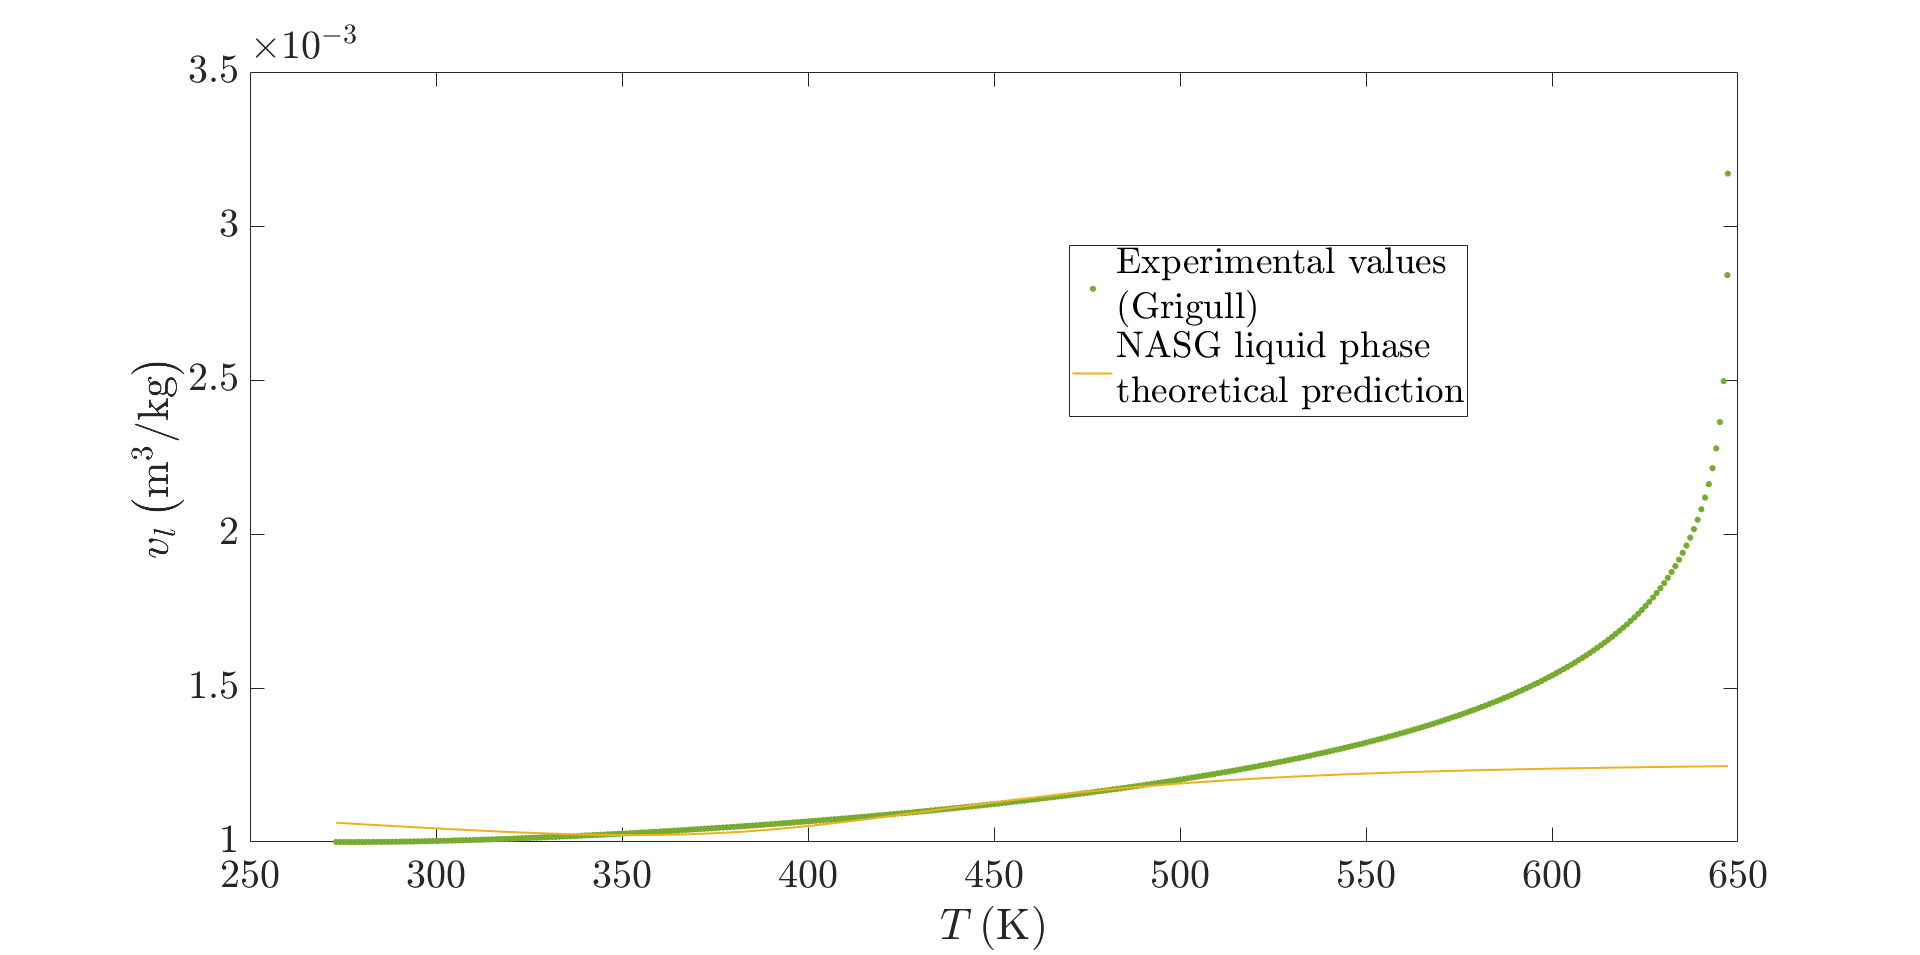 ×10⁻³
3.5
3
2.5
2
1.5
1
v_l (m³/kg)
Experimental values
(Grigull)
NASG liquid phase
theoretical prediction
250 300 350 400 450 500 550 600 650
T (K)